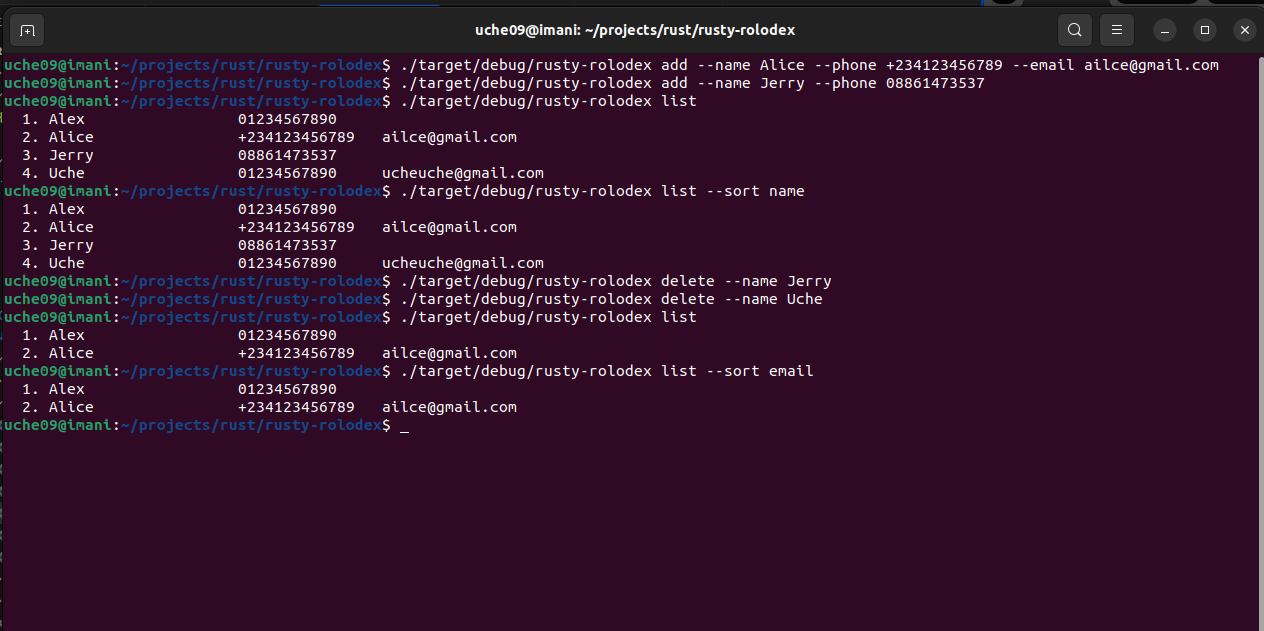 uche09@imani: ~/projects/rust/rusty-rolodex
uche09@imani:~/projects/rust/rusty-rolodex$ ./target/debug/rusty-rolodex add --name Alice --phone +234123456789 --email ailce@gmail.com
uche09@imani:~/projects/rust/rusty-rolodex$ ./target/debug/rusty-rolodex add --name Jerry --phone 08861473537
uche09@imani:~/projects/rust/rusty-rolodex$ ./target/debug/rusty-rolodex list
1. Alex 01234567890
2. Alice +234123456789 ailce@gmail.com
3. Jerry 08861473537
4. Uche 01234567890 ucheuche@gmail.com
uche09@imani:~/projects/rust/rusty-rolodex$ ./target/debug/rusty-rolodex list --sort name
1. Alex 01234567890
2. Alice +234123456789 ailce@gmail.com
3. Jerry 08861473537
4. Uche 01234567890 ucheuche@gmail.com
uche09@imani:~/projects/rust/rusty-rolodex$ ./target/debug/rusty-rolodex delete --name Jerry
uche09@imani:~/projects/rust/rusty-rolodex$ ./target/debug/rusty-rolodex delete --name Uche
uche09@imani:~/projects/rust/rusty-rolodex$ ./target/debug/rusty-rolodex list
1. Alex 01234567890
2. Alice +234123456789 ailce@gmail.com
uche09@imani:~/projects/rust/rusty-rolodex$ ./target/debug/rusty-rolodex list --sort email
1. Alex 01234567890
2. Alice +234123456789 ailce@gmail.com
uche09@imani:~/projects/rust/rusty-rolodex$ _